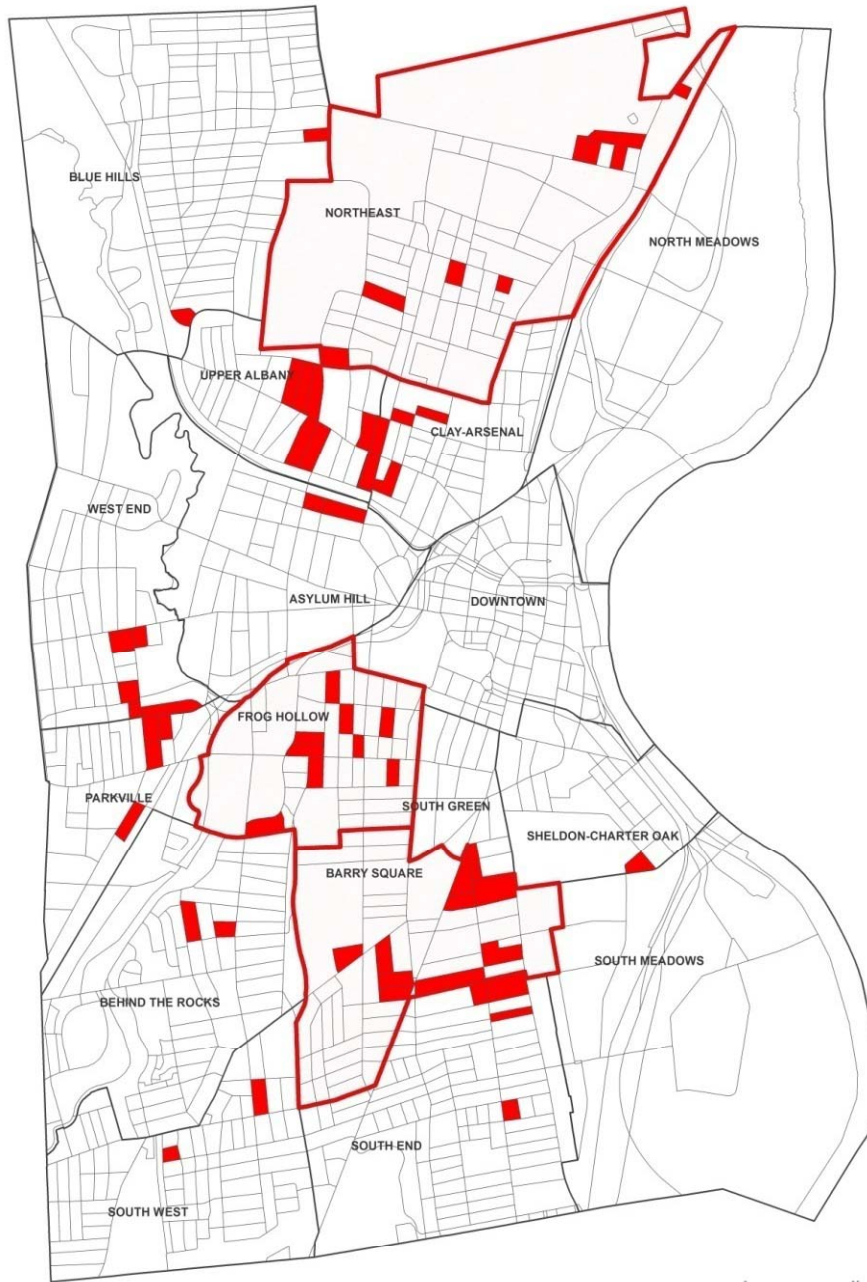 BLUE HILLS
NORTHEAST
NORTH MEADOWS
UPPER ALBANY
CLAY-ARSENAL
WEST END
ASYLUM HILL
DOWNTOWN
FROG HOLLOW
PARKVILLE
SOUTH GREEN
SHELDON-CHARTER OAK
BARRY SQUARE
SOUTH MEADOWS
BEHIND THE ROCKS
SOUTH END
SOUTH WEST